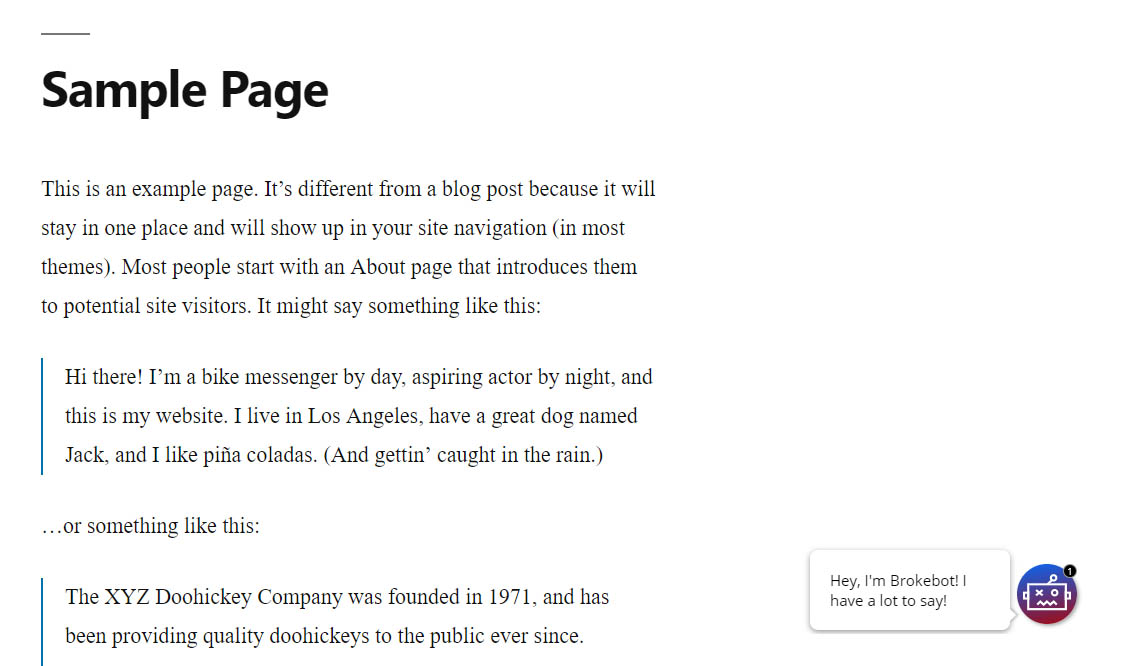 Sample Page
This is an example page. It’s different from a blog post because it will
stay in one place and will show up in your site navigation (in most
themes). Most people start with an About page that introduces them
to potential site visitors. It might say something like this:
Hi there! I’m a bike messenger by day, aspiring actor by night, and
this is my website. I live in Los Angeles, have a great dog named
Jack, and I like piña coladas. (And gettin’ caught in the rain.)
…or something like this:
The XYZ Doohickey Company was founded in 1971, and has
been providing quality doohickeys to the public ever since.
Hey, I'm Brokebot! I
have a lot to say!
1